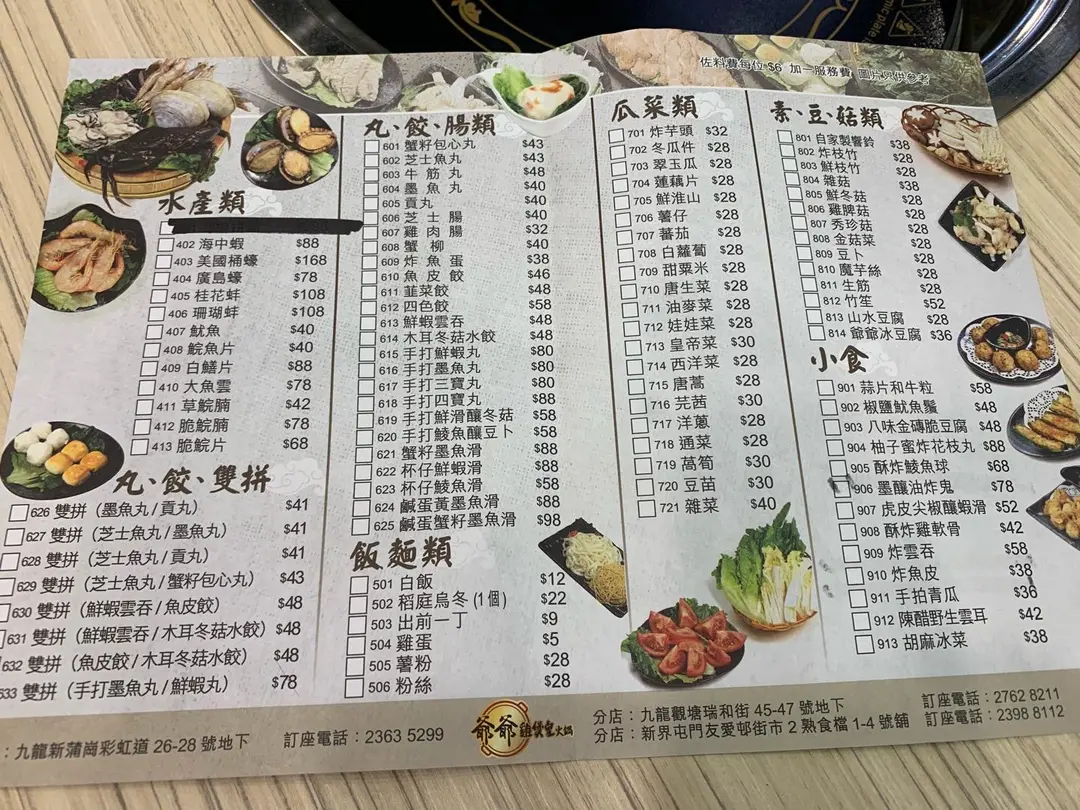 佐料費每位 $6 加一服務費 圖片只供參考
水產類
402 海中蝦 $88
403 美國桶蠔 $168
404 廣島蠔 $78
405 桂花蚌 $108
406 珊瑚蚌 $108
407 魷魚 $40
408 鯇魚片 $40
409 白鱔片 $88
410 大魚雲 $78
411 草鯇腩 $42
412 脆鯇腩 $78
413 脆鯇片 $68
丸、餃、雙拼
626 雙拼（墨魚丸 / 貢丸） $41
627 雙拼（芝士魚丸 / 墨魚丸） $41
628 雙拼（芝士魚丸 / 貢丸） $41
629 雙拼（芝士魚丸 / 蟹籽包心丸） $43
630 雙拼（鮮蝦雲吞 / 魚皮餃） $48
631 雙拼（鮮蝦雲吞 / 木耳冬菇水餃） $48
632 雙拼（魚皮餃 / 木耳冬菇水餃） $48
633 雙拼（手打墨魚丸 / 鮮蝦丸） $78
丸、餃、腸類
601 蟹籽包心丸 $43
602 芝士魚丸 $43
603 牛筋丸 $48
604 墨魚丸 $40
605 貢丸 $40
606 芝士腸 $40
607 雞肉腸 $32
608 蟹柳 $40
609 炸魚蛋 $38
610 魚皮餃 $46
611 韮菜餃 $48
612 四色餃 $58
613 鮮蝦雲吞 $48
614 木耳冬菇水餃 $48
615 手打鮮蝦丸 $80
616 手打墨魚丸 $80
617 手打三寶丸 $80
618 手打四寶丸 $88
619 手打鮮滑釀冬菇 $58
620 手打鯪魚釀豆卜 $58
621 蟹籽墨魚滑 $88
622 杯仔鮮蝦滑 $88
623 杯仔鯪魚滑 $58
624 鹹蛋黃墨魚滑 $88
625 鹹蛋蟹籽墨魚滑 $98
飯麵類
501 白飯 $12
502 稻庭烏冬 (1個) $22
503 出前一丁 $9
504 雞蛋 $5
505 薯粉 $28
506 粉絲 $28
瓜菜類
701 炸芋頭 $32
702 冬瓜件 $28
703 翠玉瓜 $28
704 蓮藕片 $28
705 鮮淮山 $28
706 薯仔 $28
707 蕃茄 $28
708 白蘿蔔 $28
709 甜粟米 $28
710 唐生菜 $28
711 油麥菜 $28
712 娃娃菜 $28
713 皇帝菜 $30
714 西洋菜 $28
715 唐蒿 $28
716 芫茜 $30
717 洋蔥 $28
718 通菜 $28
719 萵筍 $30
720 豆苗 $30
721 雜菜 $40
素、豆、菇類
801 自家製響鈴 $38
802 炸枝竹 $28
803 鮮枝竹 $28
804 雜菇 $38
805 鮮冬菇 $28
806 雞髀菇 $28
807 秀珍菇 $28
808 金菇菜 $28
809 豆卜 $28
810 魔芋絲 $28
811 生筋 $28
812 竹笙 $52
813 山水豆腐 $28
814 爺爺冰豆腐 $36
小食
901 蒜片和牛粒 $58
902 椒鹽魷魚鬚 $48
903 八味金磚脆豆腐 $48
904 柚子蜜炸花枝丸 $88
905 酥炸鯪魚球 $68
906 墨釀油炸鬼 $78
907 虎皮尖椒釀蝦滑 $52
908 酥炸雞軟骨 $42
909 炸雲吞 $58
910 炸魚皮 $38
911 手拍青瓜 $36
912 陳醋野生雲耳 $42
913 胡麻冰菜 $38
：九龍新蒲崗彩虹道 26-28 號地下 訂座電話：2363 5299
爺爺雞煲皇火鍋
分店：九龍觀塘瑞和街 45-47 號地下 訂座電話：2762 8211
分店：新界屯門友愛邨街市 2 熟食檔 1-4 號舖 訂座電話：2398 8112